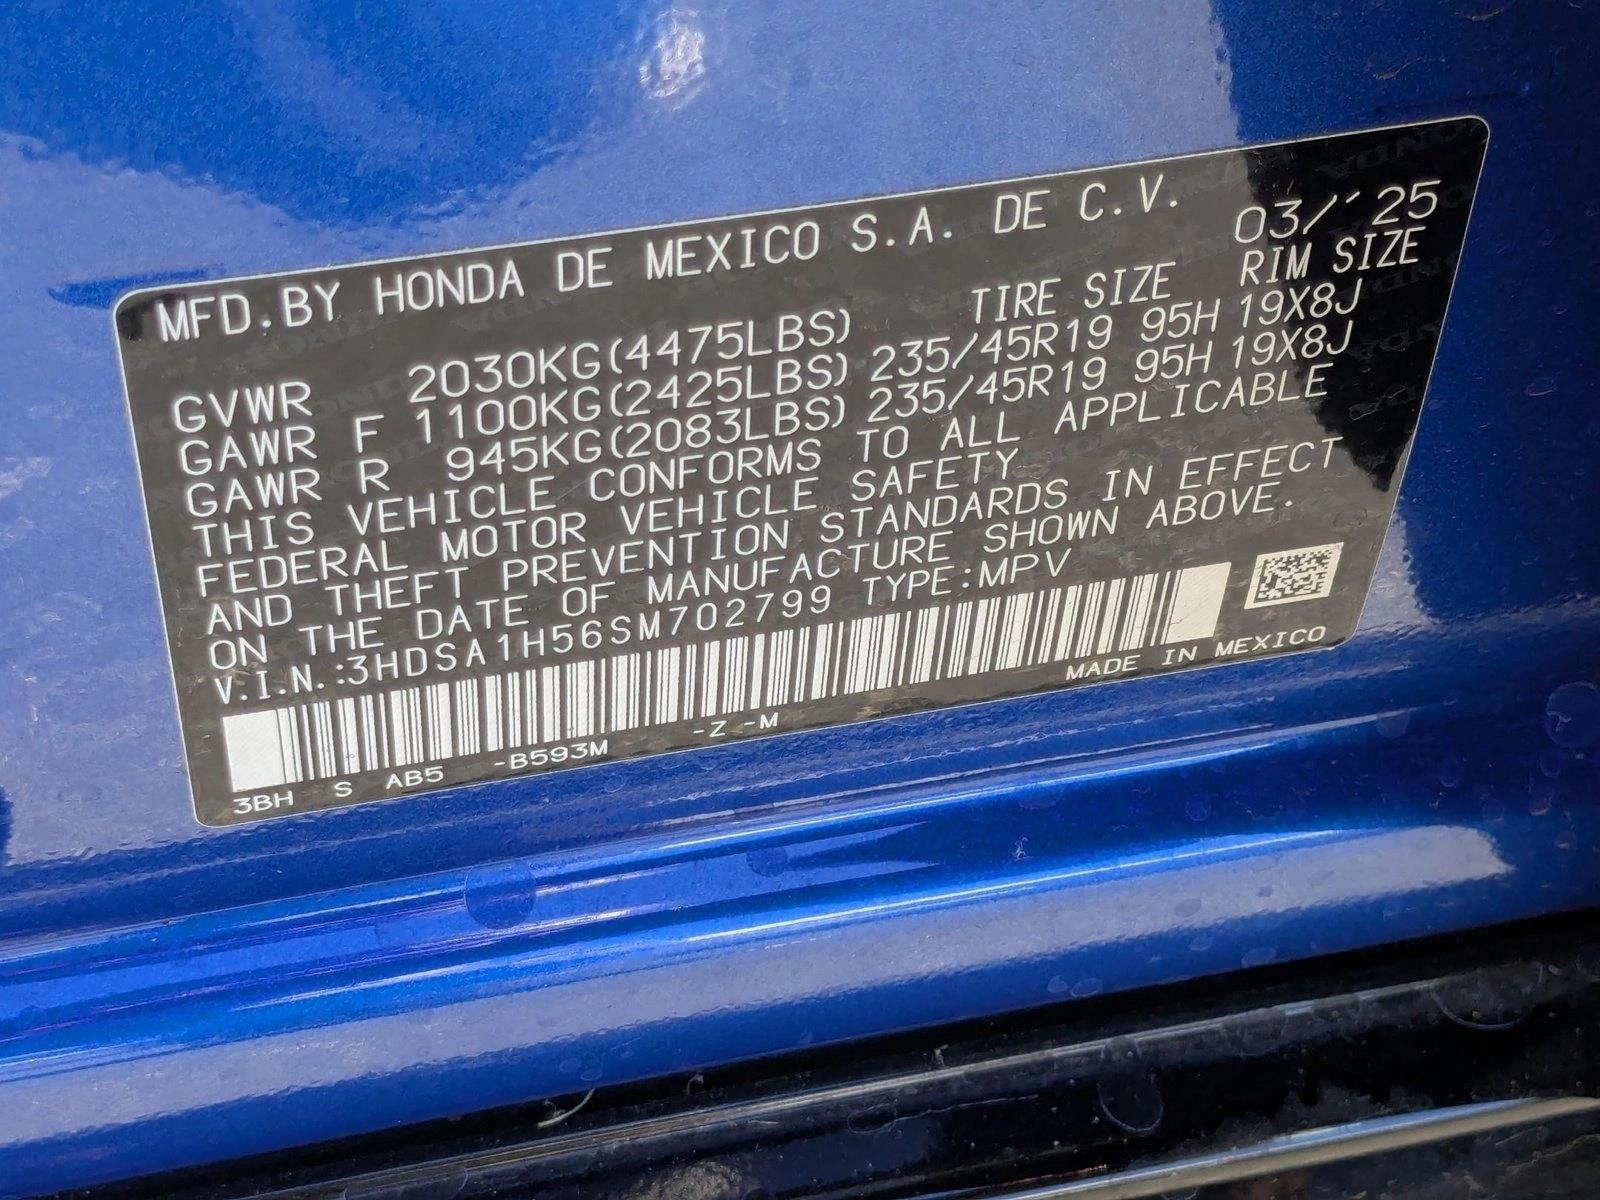 MFD.BY HONDA DE MEXICO S.A. DE C.V. 03/'25
TIRE SIZE RIM SIZE
GVWR 2030KG(4475LBS)
GAWR F 1100KG(2425LBS) 235/45R19 95H 19X8J
GAWR R 945KG(2083LBS) 235/45R19 95H 19X8J
THIS VEHICLE CONFORMS TO ALL APPLICABLE
FEDERAL MOTOR VEHICLE SAFETY
AND THEFT PREVENTION STANDARDS IN EFFECT
ON THE DATE OF MANUFACTURE SHOWN ABOVE.
V.I.N.:3HDSA1H56SM702799 TYPE:MPV
MADE IN MEXICO
3BH S AB5 -B593M -Z -M